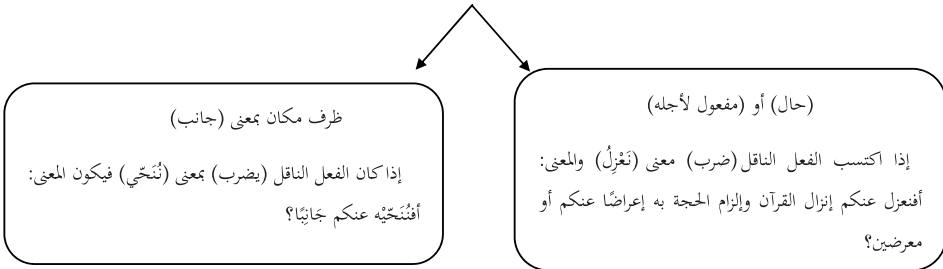 (حال) أو (مفعول لأجله)
إذا اكتسب الفعل الناقل (ضرب) معنى (نَعْزِلُ) والمعنى:
أفنعزل عنكم إنزال القرآن وإلزام الحجة به إعراضًا عنكم أو
معرضين؟
ظرف مكان بمعنى (جانب)
إذا كان الفعل الناقل (يضرب) بمعنى (نُنَحّي) فيكون المعنى:
أفنُنَحّيْه عنكم جَانِبًا؟